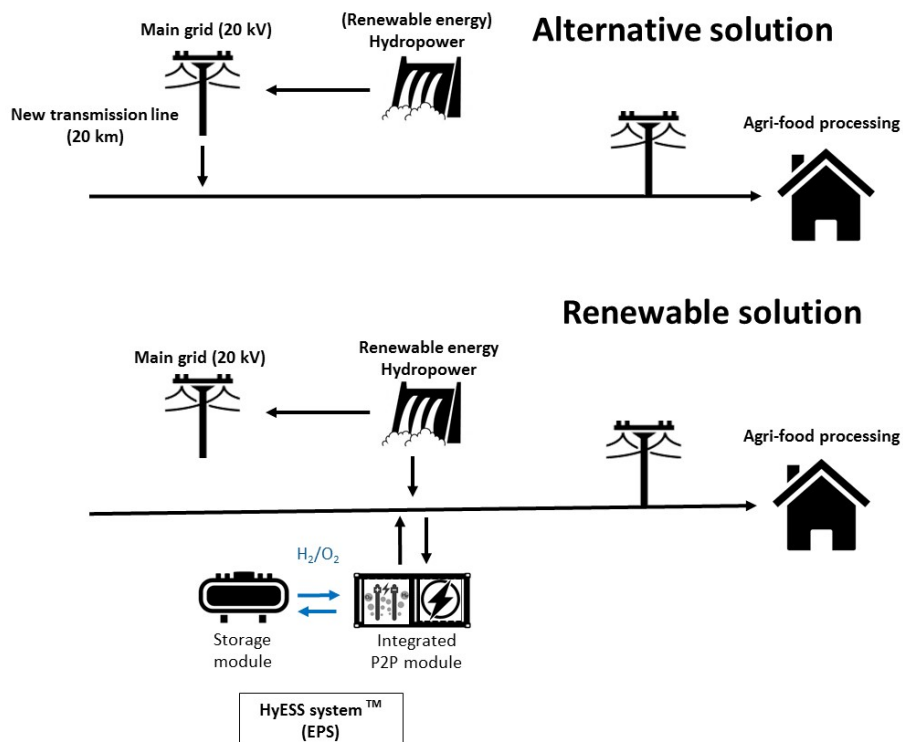 Alternative solution
Main grid (20 kV)
(Renewable energy)
Hydropower
New transmission line
(20 km)
Agri-food processing
Renewable solution
Main grid (20 kV)
Renewable energy
Hydropower
Agri-food processing
H₂/O₂
Storage
module
Integrated
P2P module
HyESS system ™
(EPS)